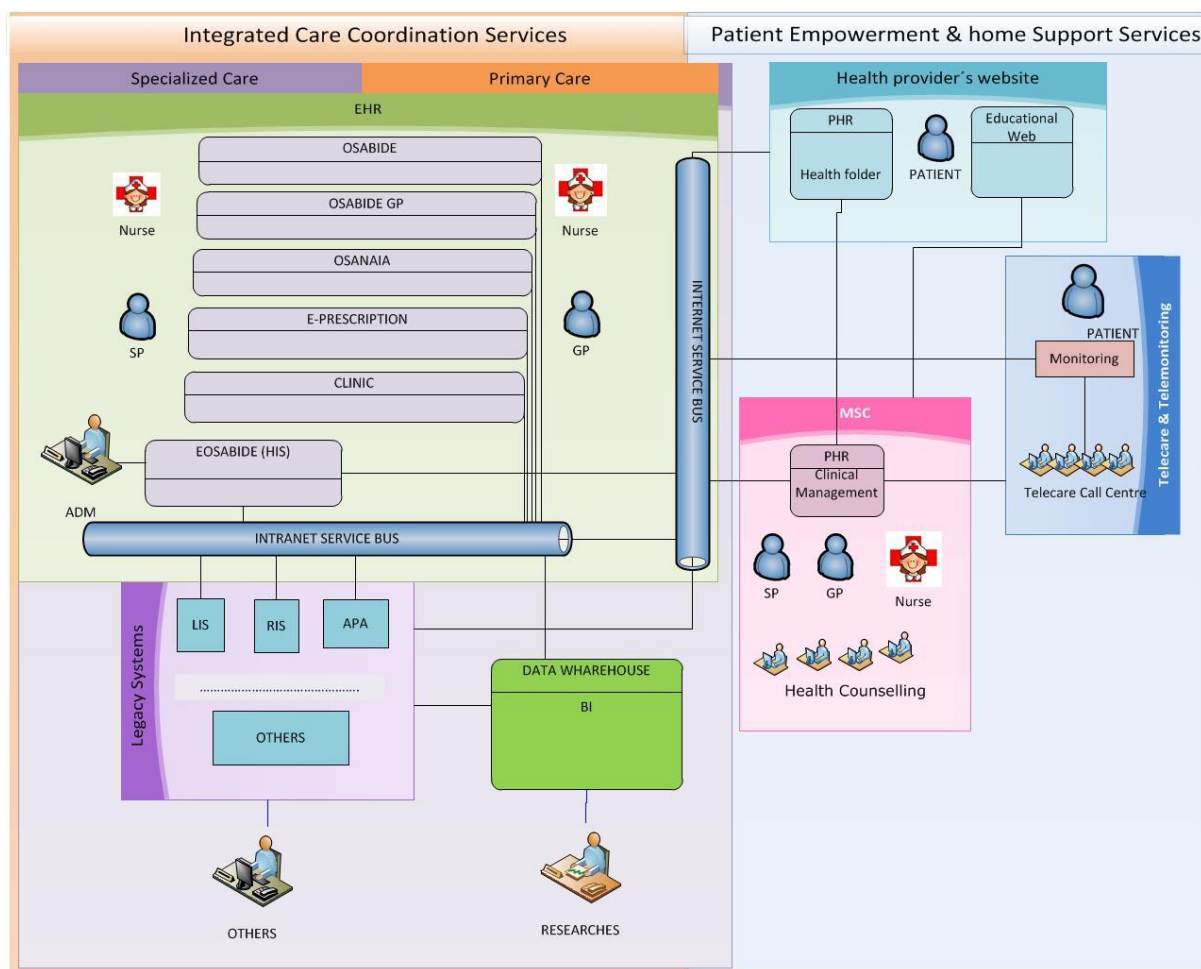 Integrated Care Coordination Services
Patient Empowerment & home Support Services
Specialized Care
Primary Care
Health provider´s website
EHR
PHR
Health folder
PATIENT
Educational
Web
OSABIDE
Nurse
OSABIDE GP
Nurse
OSANAIA
SP
E-PRESCRIPTION
GP
CLINIC
INTERNET SERVICE BUS
PATIENT
Monitoring
Telecare Call Centre
Telecare & Telemonitoring
ADM
EOSABIDE (HIS)
INTRANET SERVICE BUS
MSC
PHR
Clinical
Management
SP
GP
Nurse
Health Counselling
Legacy Systems
LIS
RIS
APA
................................................
OTHERS
DATA WHAREHOUSE
BI
OTHERS
RESEARCHES